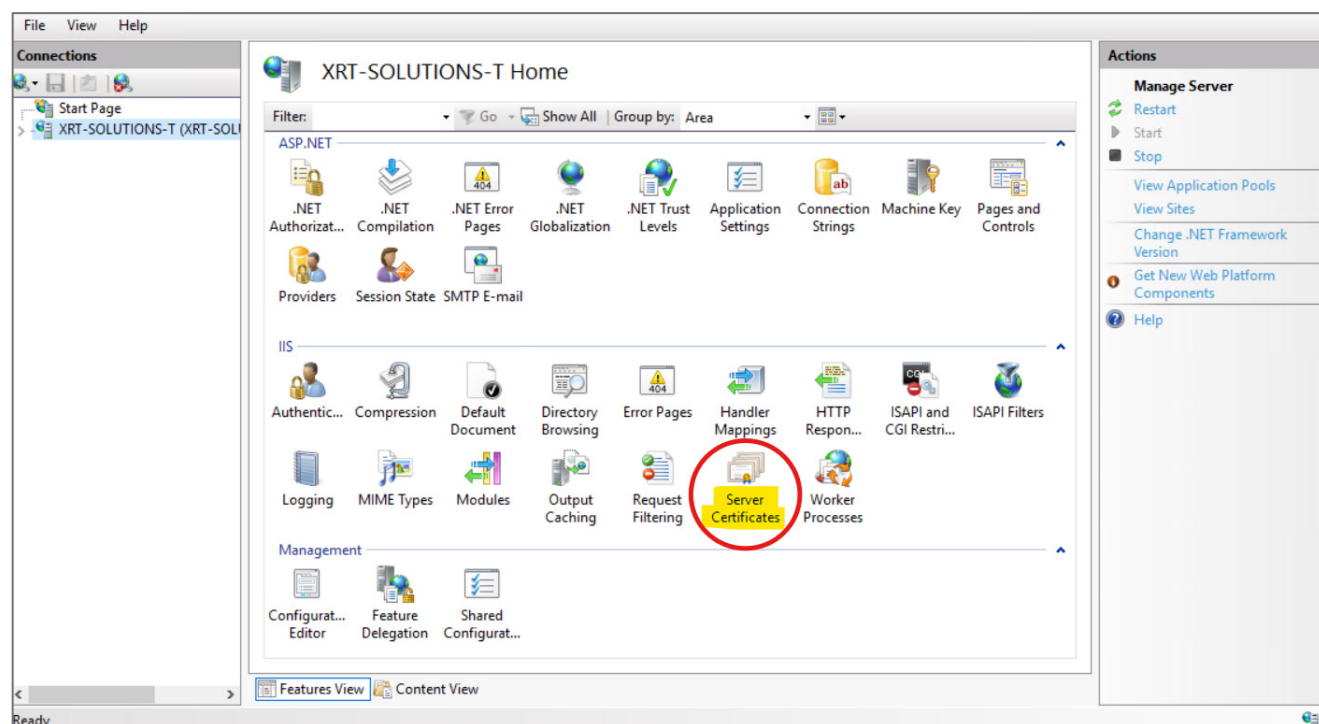 File View Help
Connections
Start Page
XRT-SOLUTIONS-T (XRT-SOL
XRT-SOLUTIONS-T Home
Filter: Go Show All Group by: Area
ASP.NET
.NET Authorizat...
.NET Compilation
.NET Error Pages
.NET Globalization
.NET Trust Levels
Application Settings
Connection Strings
Machine Key
Pages and Controls
Providers
Session State
SMTP E-mail
IIS
Authentic...
Compression
Default Document
Directory Browsing
Error Pages
Handler Mappings
HTTP Respon...
ISAPI and CGI Restri...
ISAPI Filters
Logging
MIME Types
Modules
Output Caching
Request Filtering
Server Certificates
Worker Processes
Management
Configurat... Editor
Feature Delegation
Shared Configurat...
Features View
Content View
Actions
Manage Server
Restart
Start
Stop
View Application Pools
View Sites
Change .NET Framework
Version
Get New Web Platform
Components
Help
Ready